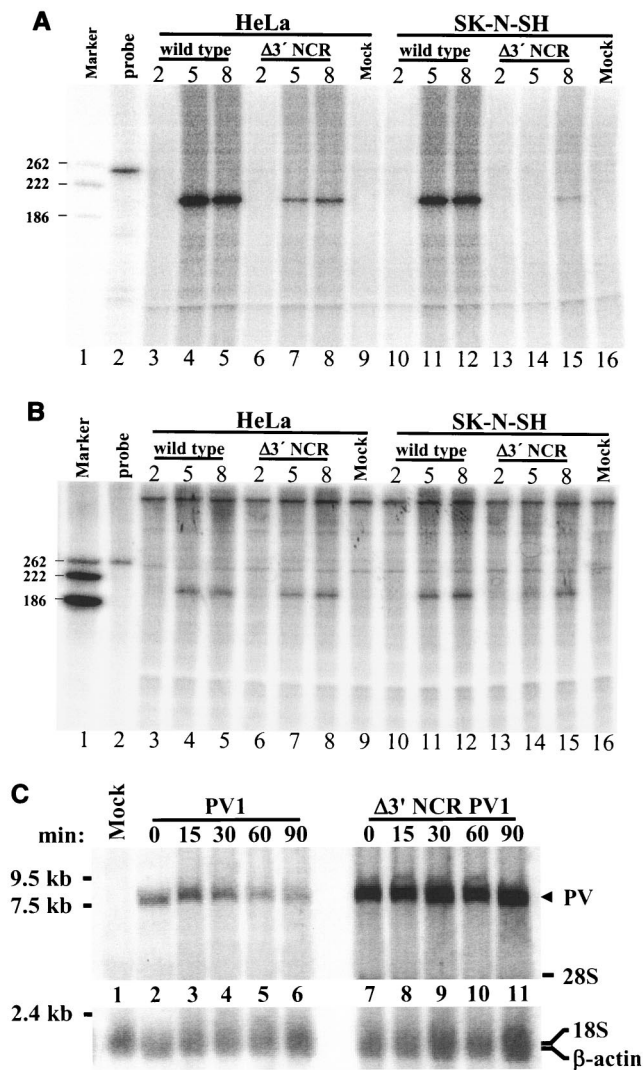 A
HeLa
SK-N-SH
Marker
probe
wild type
Δ3´ NCR
Mock
wild type
Δ3´ NCR
Mock
2 5 8 2 5 8 2 5 8 2 5 8
262
222
186
1 2 3 4 5 6 7 8 9 10 11 12 13 14 15 16
B
HeLa
SK-N-SH
Marker
probe
wild type
Δ3´ NCR
Mock
wild type
Δ3´ NCR
Mock
2 5 8 2 5 8 2 5 8 2 5 8
262
222
186
1 2 3 4 5 6 7 8 9 10 11 12 13 14 15 16
C
Mock
PV1
Δ3' NCR PV1
min: 0 15 30 60 90 0 15 30 60 90
9.5 kb
7.5 kb
PV
28S
1 2 3 4 5 6 7 8 9 10 11
2.4 kb
18S
β-actin